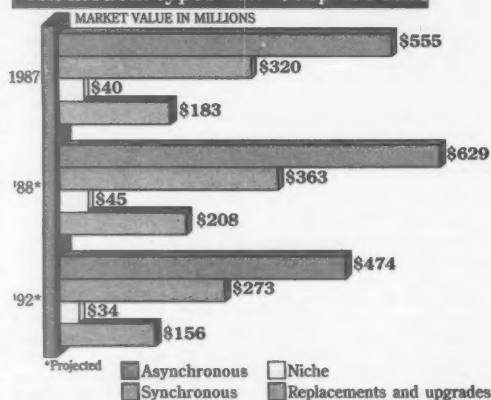 MARKET VALUE IN MILLIONS
$555
$320
1987
$40
$183
$629
$363
'88*
$45
$208
$474
$273
'92*
$34
$156
*Projected
Asynchronous
Niche
Synchronous
Replacements and upgrades